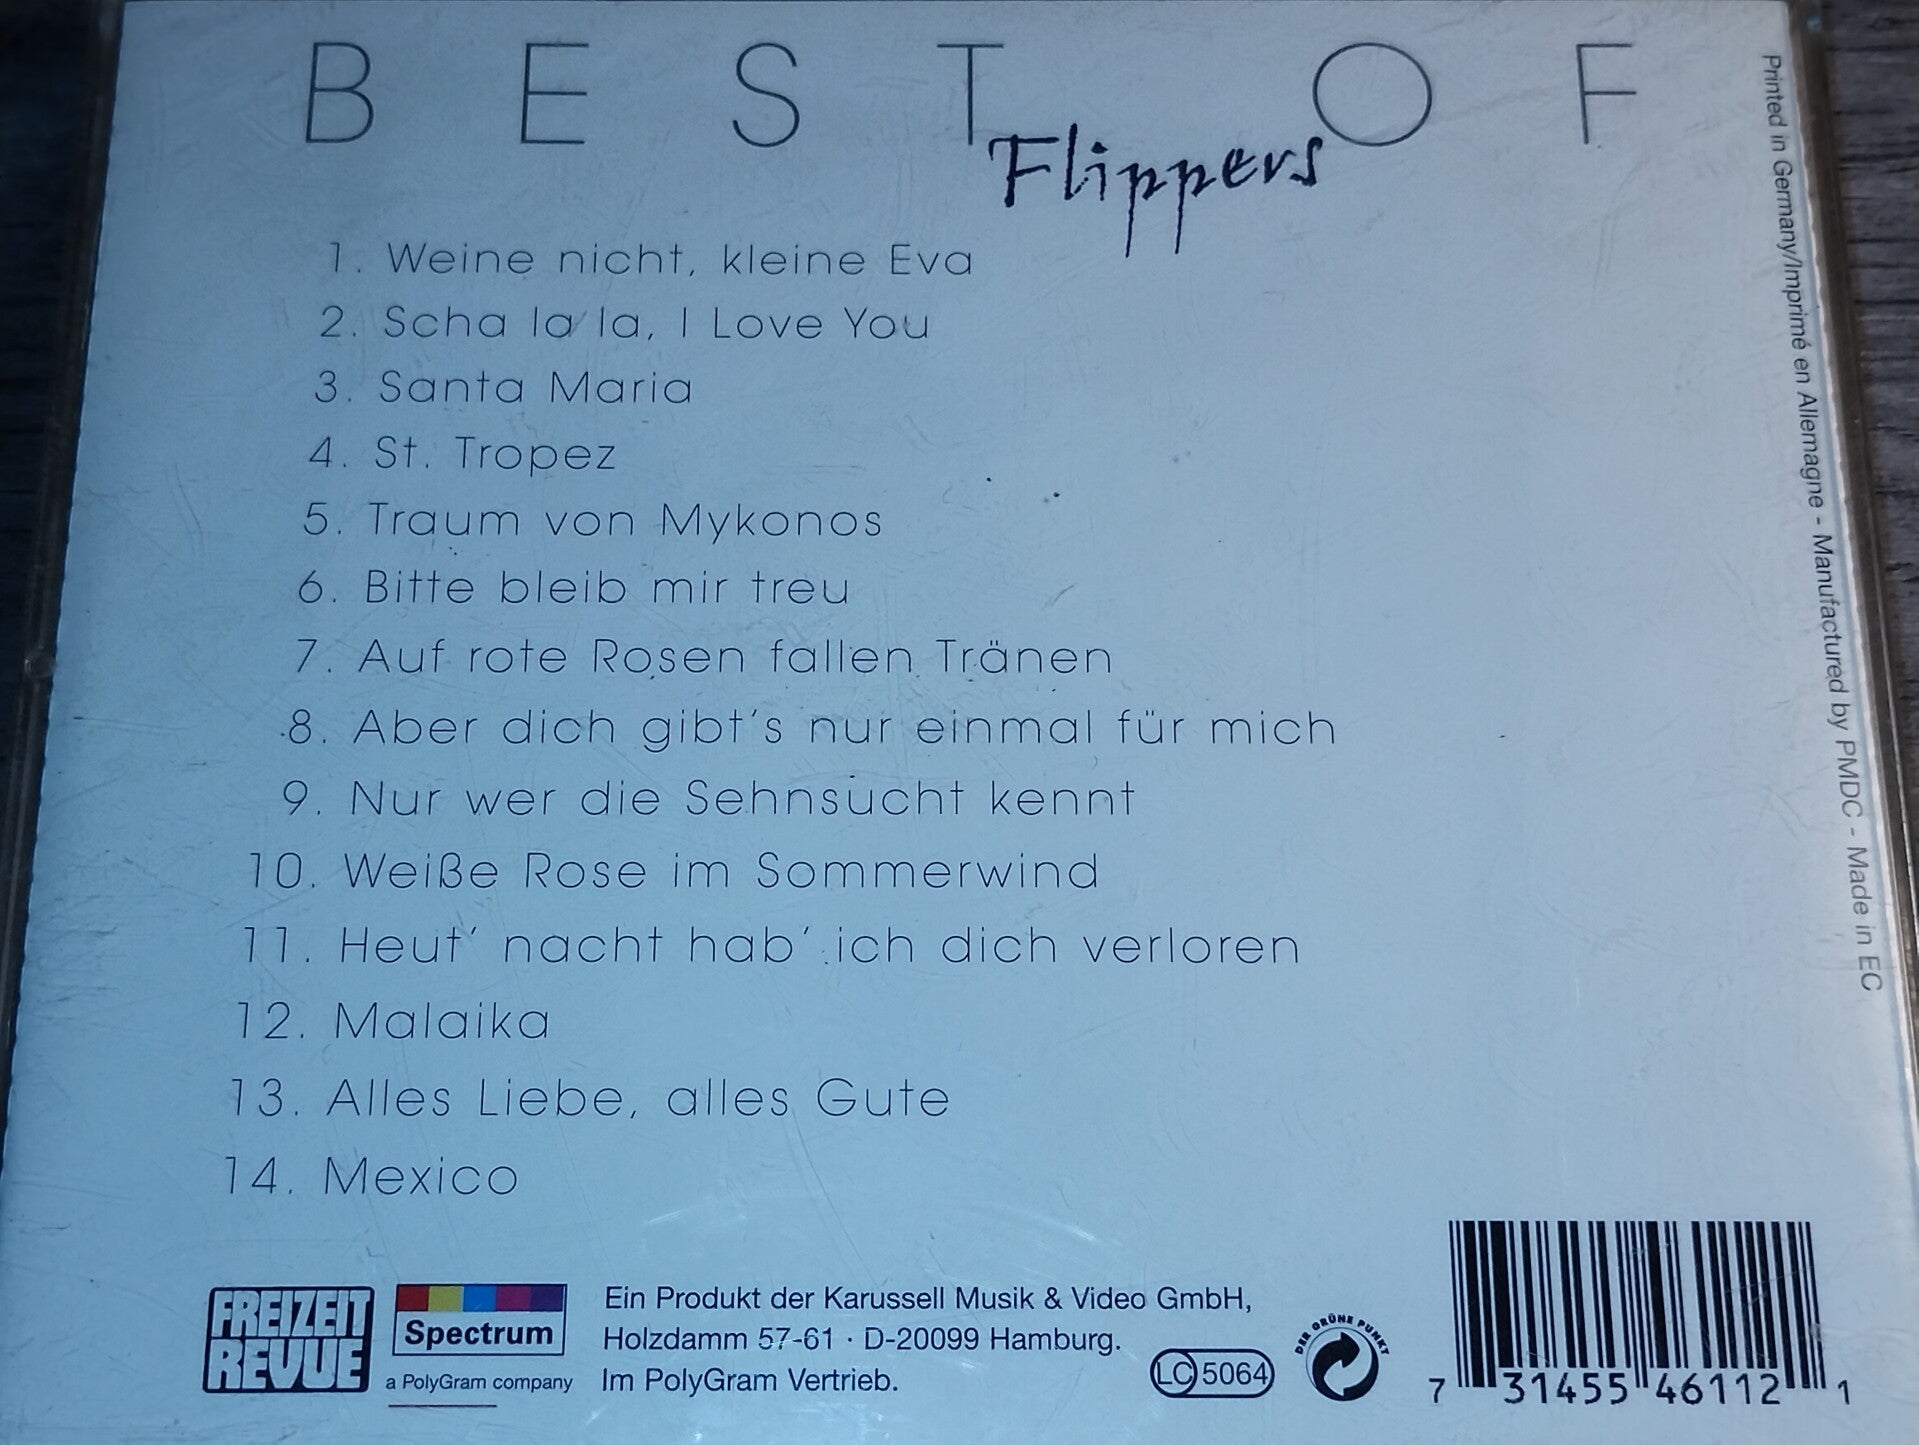 BEST OF
Flippers
1. Weine nicht, kleine Eva
2. Scha la la, I Love You
3. Santa Maria
4. St. Tropez
5. Traum von Mykonos
6. Bitte bleib mir treu
7. Auf rote Rosen fallen Tränen
8. Aber dich gibt's nur einmal für mich
9. Nur wer die Sehnsucht kennt
10. Weiße Rose im Sommerwind
11. Heut' nacht hab' ich dich verloren
12. Malaika
13. Alles Liebe, alles Gute
14. Mexico
FREIZEIT
REVUE
Spectrum
a PolyGram company
Ein Produkt der Karussell Musik & Video GmbH,
Holzdamm 57-61 · D-20099 Hamburg.
Im PolyGram Vertrieb.
LC 5064
DER GRÜNE PUNKT
7 31455 46112 1
Printed in Germany/Imprimé en Allemagne - Manufactured by PMDC - Made in EC